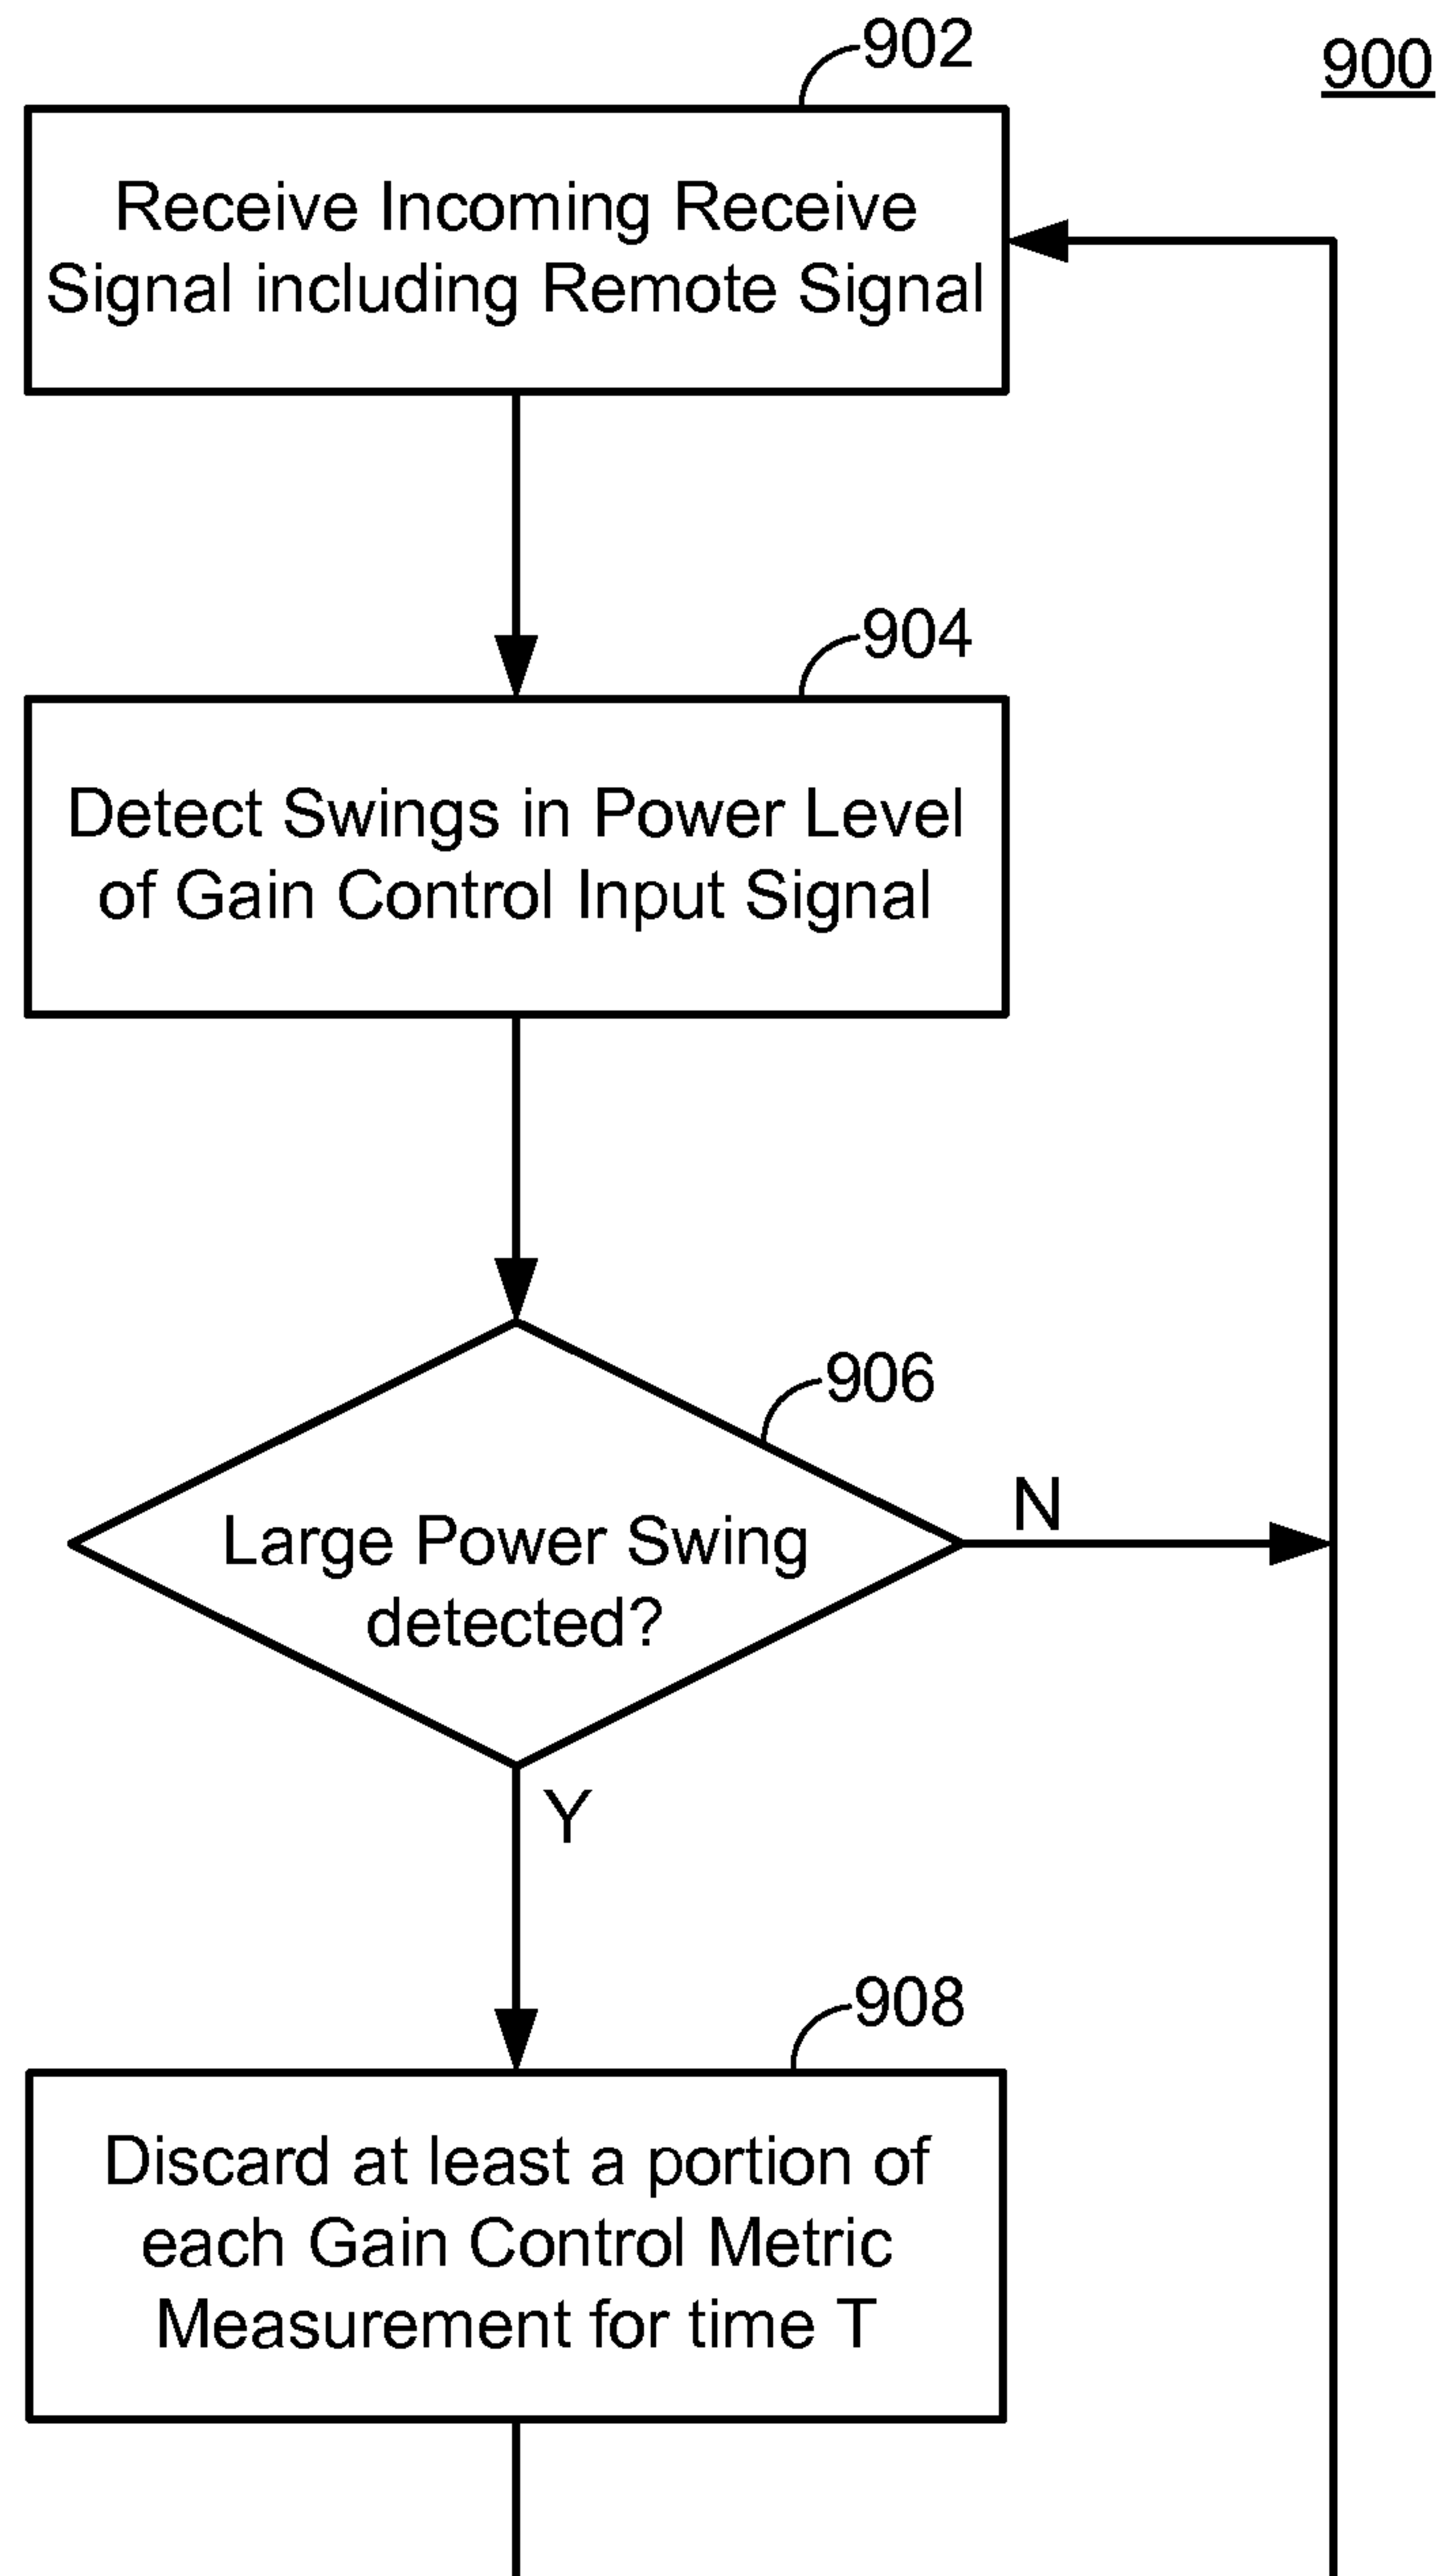 902
900
Receive Incoming Receive
Signal including Remote Signal
904
Detect Swings in Power Level
of Gain Control Input Signal
906
Large Power Swing
detected?
N
Y
908
Discard at least a portion of
each Gain Control Metric
Measurement for time T